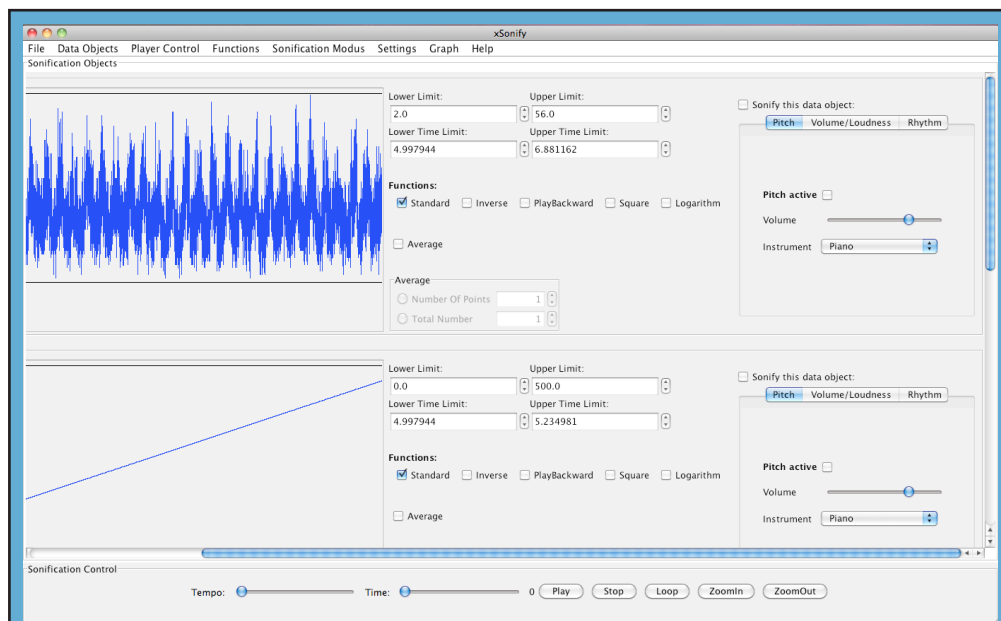 xSonify
File Data Objects Player Control Functions Sonification Modus Settings Graph Help
Sonification Objects
Lower Limit: Upper Limit:
2.0 56.0
Lower Time Limit: Upper Time Limit:
4.997944 6.881162
Functions:
Standard Inverse PlayBackward Square Logarithm
Average
Average
Number Of Points 1
Total Number 1
Sonify this data object:
Pitch Volume/Loudness Rhythm
Pitch active
Volume
Instrument Piano
Lower Limit: Upper Limit:
0.0 500.0
Lower Time Limit: Upper Time Limit:
4.997944 5.234981
Functions:
Standard Inverse PlayBackward Square Logarithm
Average
Sonify this data object:
Pitch Volume/Loudness Rhythm
Pitch active
Volume
Instrument Piano
Sonification Control
Tempo: Time: 0 Play Stop Loop ZoomIn ZoomOut